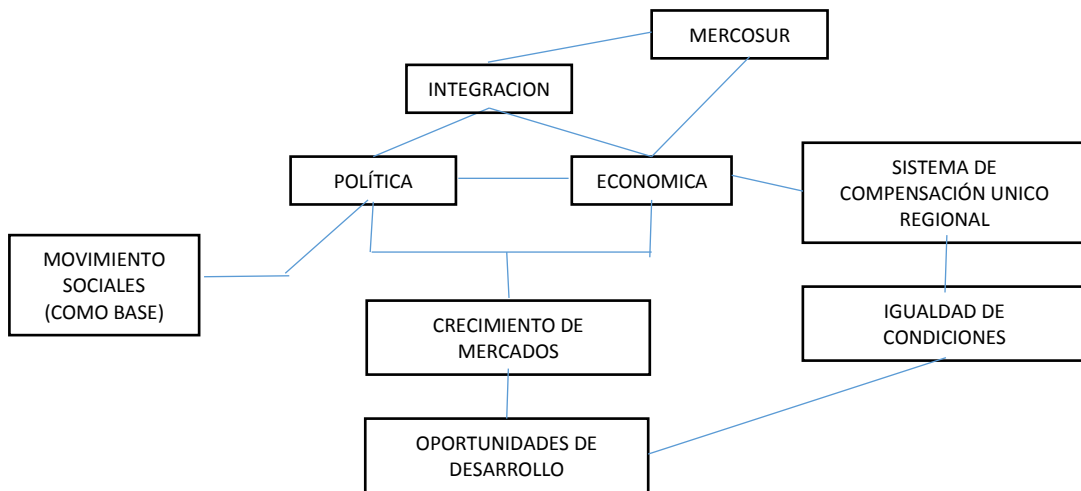 MERCOSUR
INTEGRACION
POLÍTICA
ECONOMICA
SISTEMA DE
COMPENSACIÓN UNICO
REGIONAL
MOVIMIENTO
SOCIALES
(COMO BASE)
CRECIMIENTO DE
MERCADOS
IGUALDAD DE
CONDICIONES
OPORTUNIDADES DE
DESARROLLO